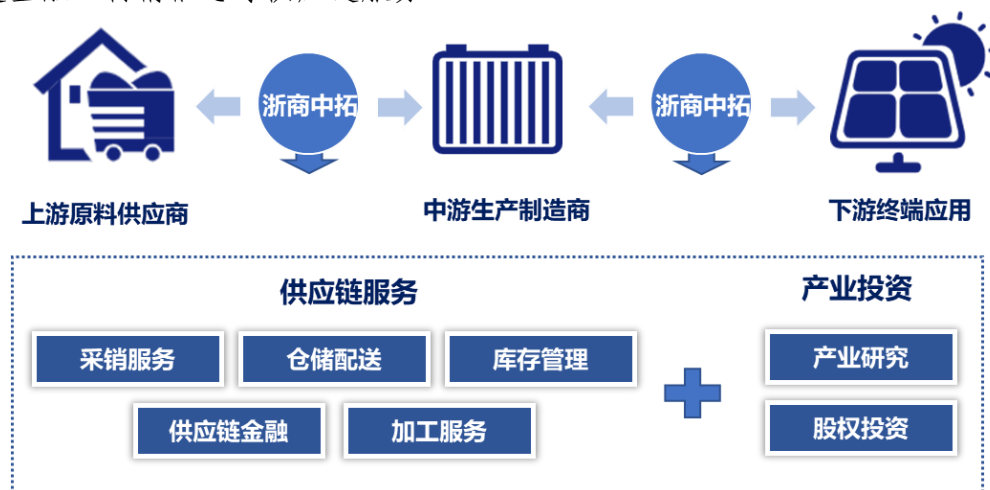 浙商中拓
浙商中拓
上游原料供应商
中游生产制造商
下游终端应用
供应链服务
产业投资
采销服务
仓储配送
库存管理
产业研究
供应链金融
加工服务
股权投资